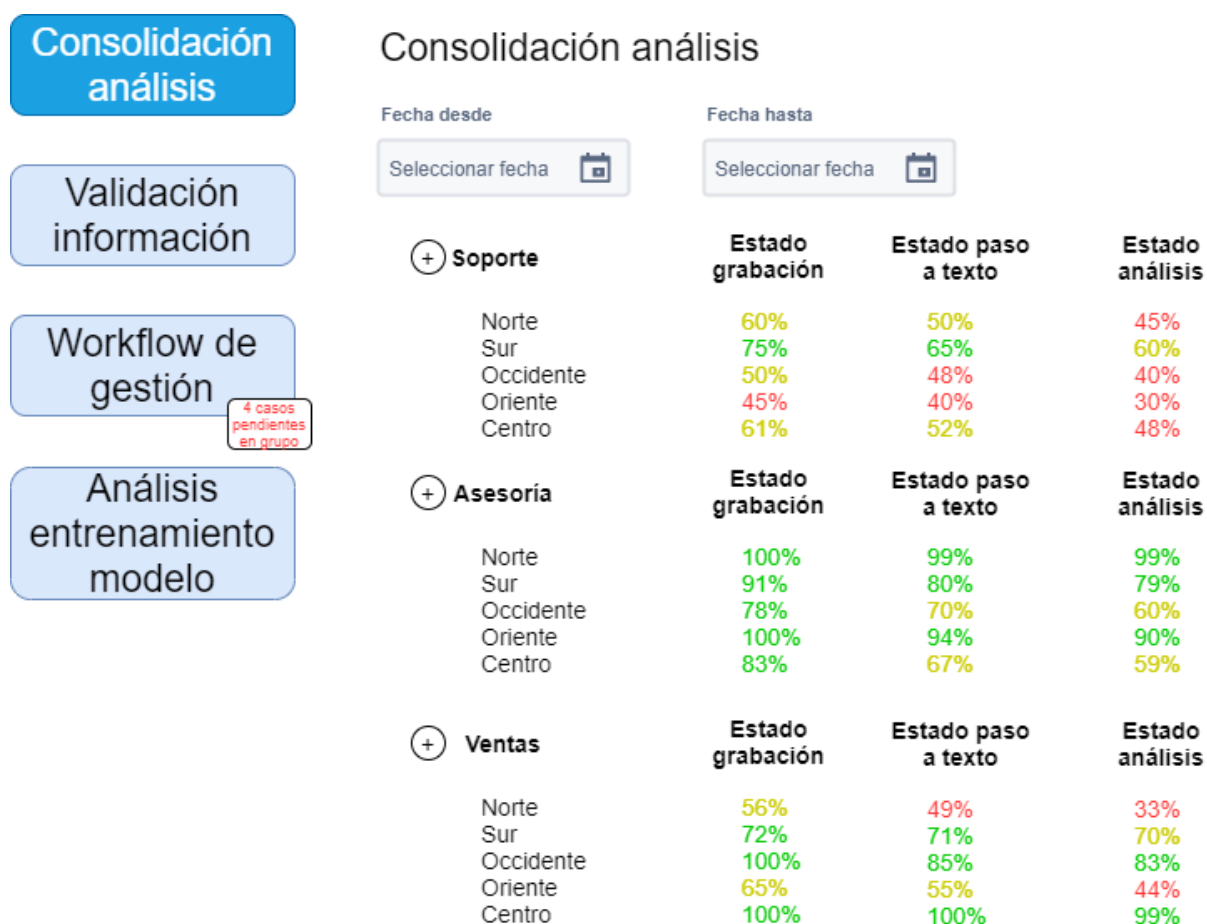 Consolidación
análisis
Validación
información
Workflow de
gestión
4 casos
pendientes
en grupo
Análisis
entrenamiento
modelo
Consolidación análisis
Fecha desde Fecha hasta
Seleccionar fecha Seleccionar fecha
Soporte Estado grabación Estado paso a texto Estado análisis
Norte 60% 50% 45%
Sur 75% 65% 60%
Occidente 50% 48% 40%
Oriente 45% 40% 30%
Centro 61% 52% 48%
Asesoría Estado grabación Estado paso a texto Estado análisis
Norte 100% 99% 99%
Sur 91% 80% 79%
Occidente 78% 70% 60%
Oriente 100% 94% 90%
Centro 83% 67% 59%
Ventas Estado grabación Estado paso a texto Estado análisis
Norte 56% 49% 33%
Sur 72% 71% 70%
Occidente 100% 85% 83%
Oriente 65% 55% 44%
Centro 100% 100% 99%